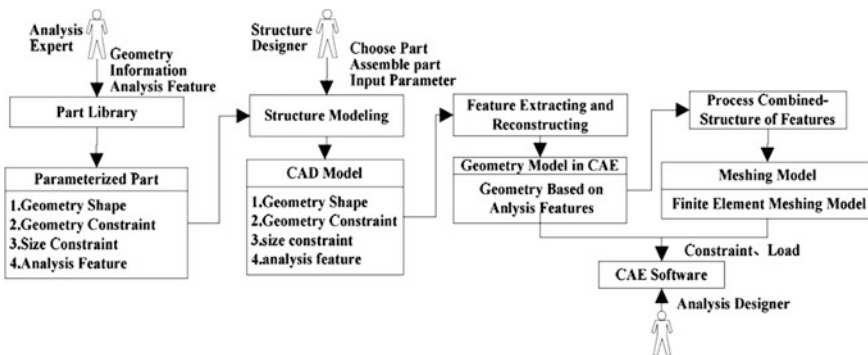 Analysis
Expert
Geometry
Information
Analysis Feature
Part Library
Parameterized Part
1.Geometry Shape
2.Geometry Constraint
3.Size Constraint
4.Analysis Feature
Structure
Designer
Choose Part
Assemble part
Input Parameter
Structure Modeling
CAD Model
1.Geometry Shape
2.Geometry Constraint
3.size constraint
4.analysis feature
Feature Extracting and
Reconstructing
Geometry Model in CAE
Geometry Based on
Anlysis Features
Process Combined-
Structure of Features
Meshing Model
Finite Element Meshing Model
Constraint、Load
CAE Software
Analysis Designer